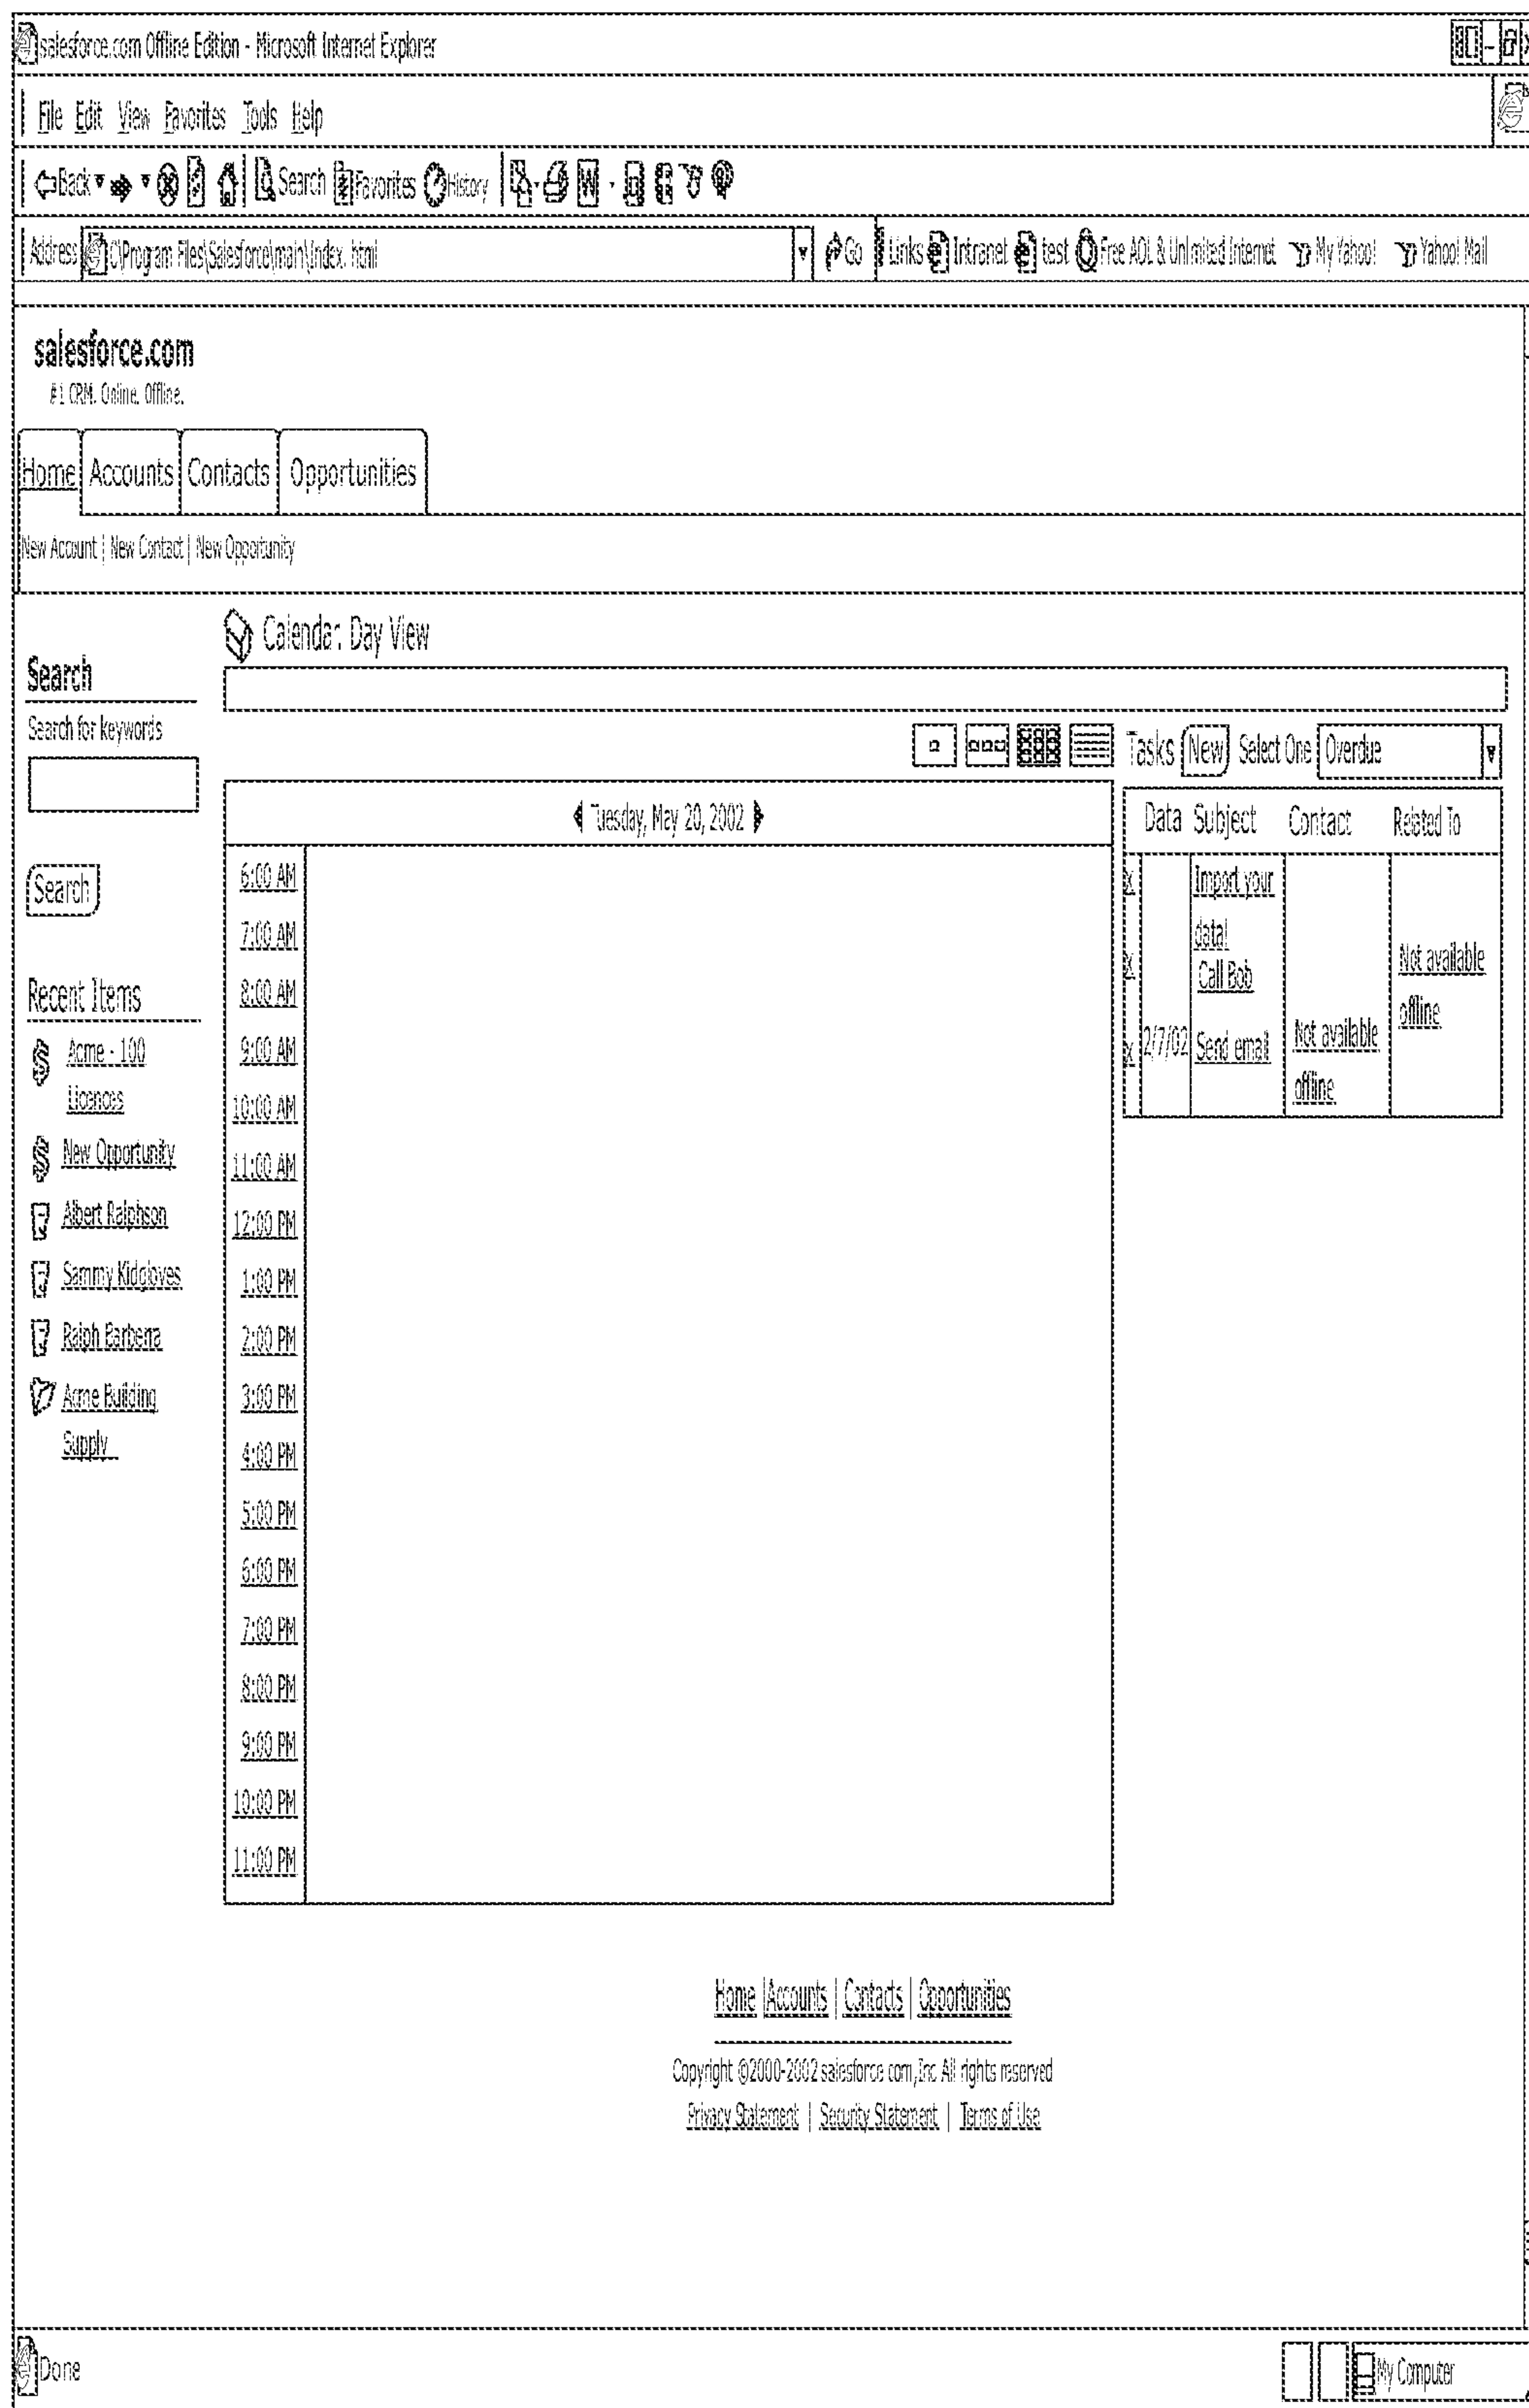 salesforce.com Offline Edition - Microsoft Internet Explorer
File Edit View Favorites Tools Help
Back Search Favorites History
Address C:\Program Files\Salesforce\main\Index. html Go Links Intranet test Free AOL & Unlimited Internet My Yahoo! Yahoo! Mail
salesforce.com
#1 CRM. Online. Offline.
Home Accounts Contacts Opportunities
New Account | New Contact | New Opportunity
Calendar. Day View
Search
Search for keywords
Search
Recent Items
Acme - 100
Licences
New Opportunity
Albert Ralphson
Sammy Kidgloves
Ralph Barberra
Acme Building
Supply
Tuesday, May 20, 2002
6:00 AM
7:00 AM
8:00 AM
9:00 AM
10:00 AM
11:00 AM
12:00 PM
1:00 PM
2:00 PM
3:00 PM
4:00 PM
5:00 PM
6:00 PM
7:00 PM
8:00 PM
9:00 PM
10:00 PM
11:00 PM
Tasks New Select One Overdue
Data Subject Contact Related To
X Import your
data!
X Call Bob
Not available
offline
X 2/7/02 Send email
Not available
offline
Home | Accounts | Contacts | Opportunities
Copyright ©2000-2002 salesforce com,Inc All rights reserved
Privacy Statement | Security Statement | Terms of Use
Done
My Computer